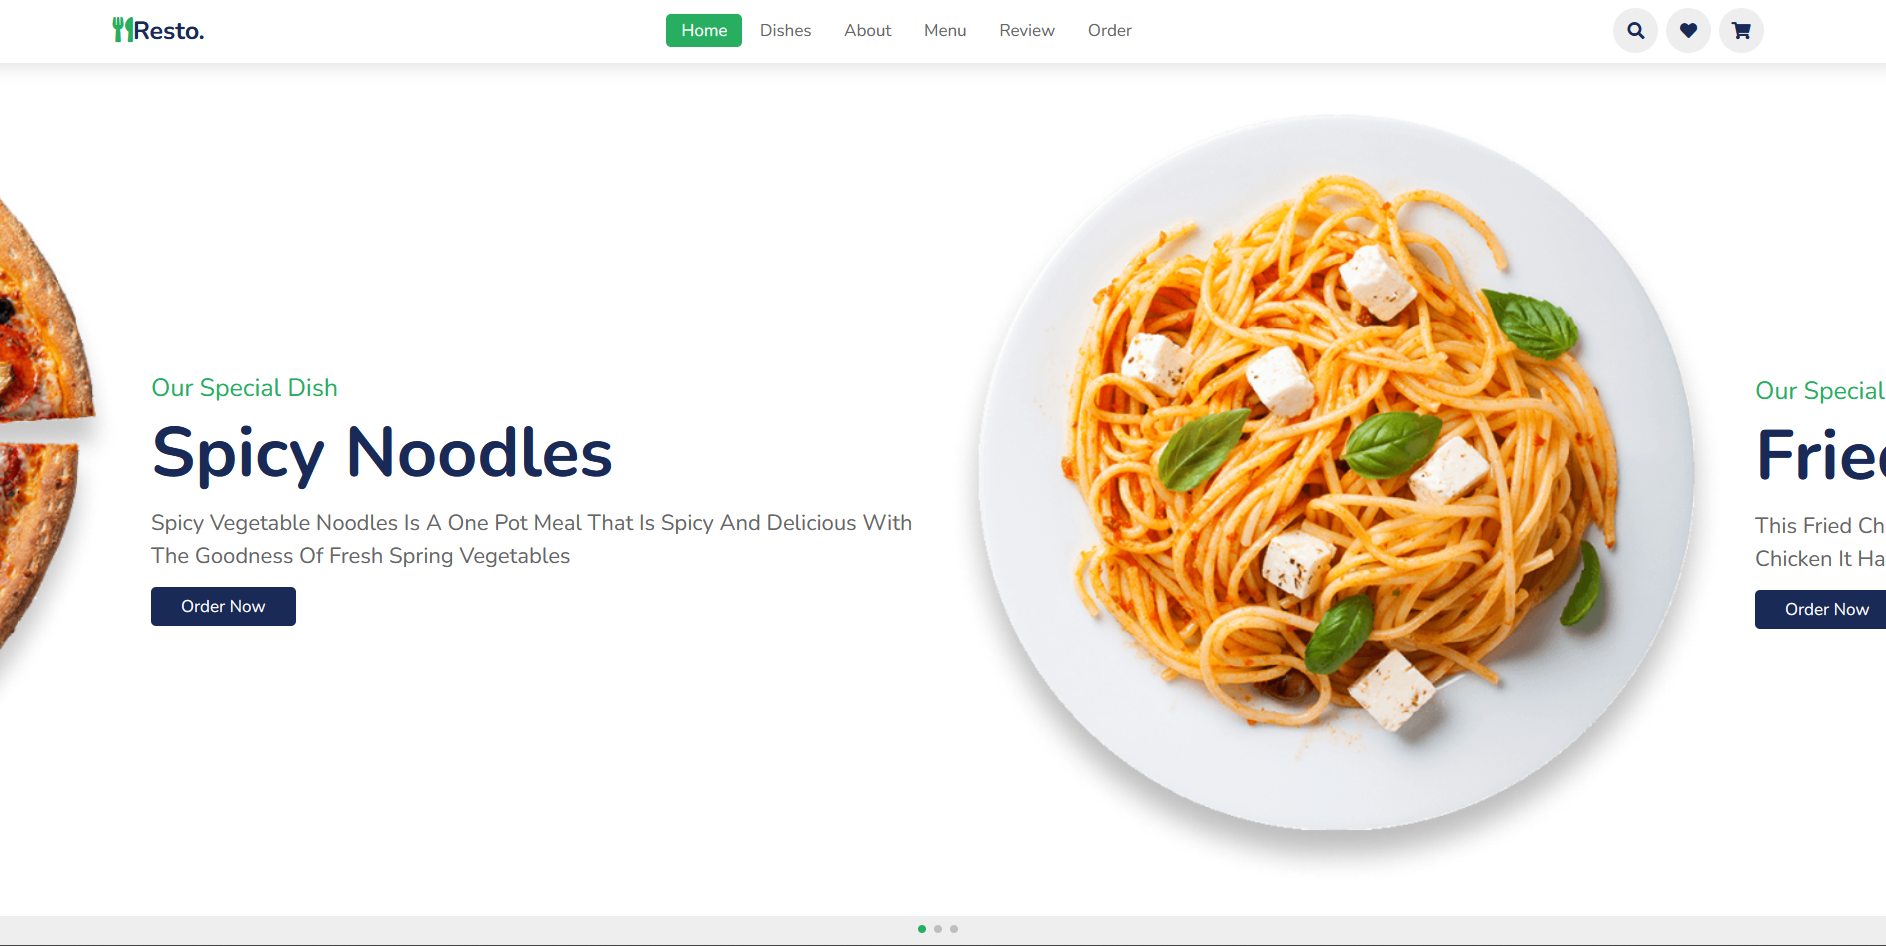 Resto.
Home Dishes About Menu Review Order
Our Special Dish
Spicy Noodles
Spicy Vegetable Noodles Is A One Pot Meal That Is Spicy And Delicious With
The Goodness Of Fresh Spring Vegetables
Order Now
Our Special
Fried
This Fried Ch
Chicken It Ha
Order Now